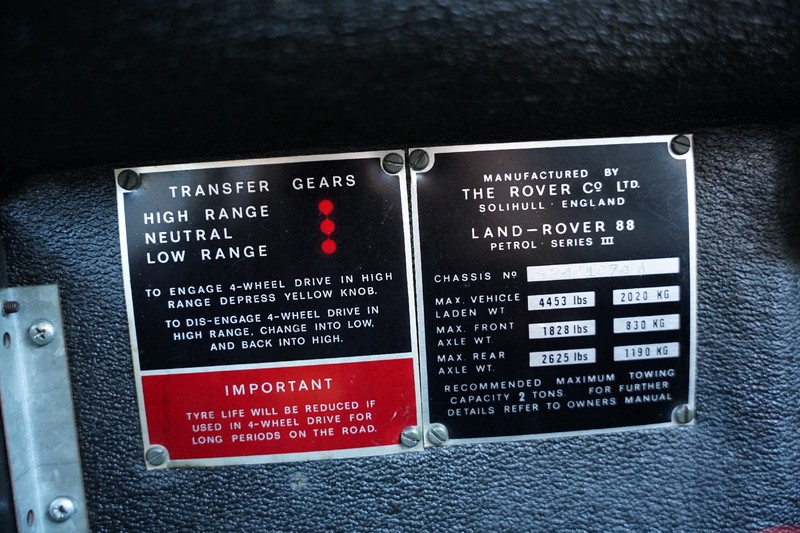 TRANSFER GEARS
HIGH RANGE
NEUTRAL
LOW RANGE
TO ENGAGE 4-WHEEL DRIVE IN HIGH
RANGE DEPRESS YELLOW KNOB.
TO DIS-ENGAGE 4-WHEEL DRIVE IN
HIGH RANGE, CHANGE INTO LOW,
AND BACK INTO HIGH.
IMPORTANT
TYRE LIFE WILL BE REDUCED IF
USED IN 4-WHEEL DRIVE FOR
LONG PERIODS ON THE ROAD.
MANUFACTURED BY
THE ROVER Co LTD.
SOLIHULL · ENGLAND
LAND-ROVER 88
PETROL · SERIES III
CHASSIS No
MAX. VEHICLE
LADEN WT. 4453 lbs 2020 KG
MAX. FRONT
AXLE WT. 1828 lbs 830 KG
MAX. REAR
AXLE WT. 2625 lbs 1190 KG
RECOMMENDED MAXIMUM TOWING
CAPACITY 2 TONS. FOR FURTHER
DETAILS REFER TO OWNERS MANUAL